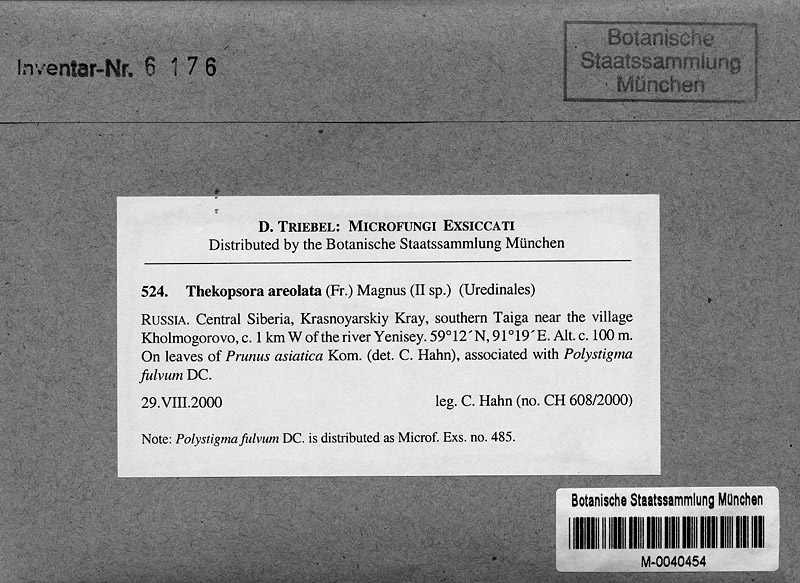 Inventar-Nr. 6 176
Botanische
Staatssammlung
München
D. TRIEBEL: MICROFUNGI EXSICCATI
Distributed by the Botanische Staatssammlung München
524. Thekopsora areolata (Fr.) Magnus (II sp.) (Uredinales)
RUSSIA. Central Siberia, Krasnoyarskiy Kray, southern Taiga near the village
Kholmogorovo, c. 1 km W of the river Yenisey. 59°12´N, 91°19´E. Alt. c. 100 m.
On leaves of Prunus asiatica Kom. (det. C. Hahn), associated with Polystigma
fulvum DC.
29.VIII.2000 leg. C. Hahn (no. CH 608/2000)
Note: Polystigma fulvum DC. is distributed as Microf. Exs. no. 485.
Botanische Staatssammlung München
M-0040454